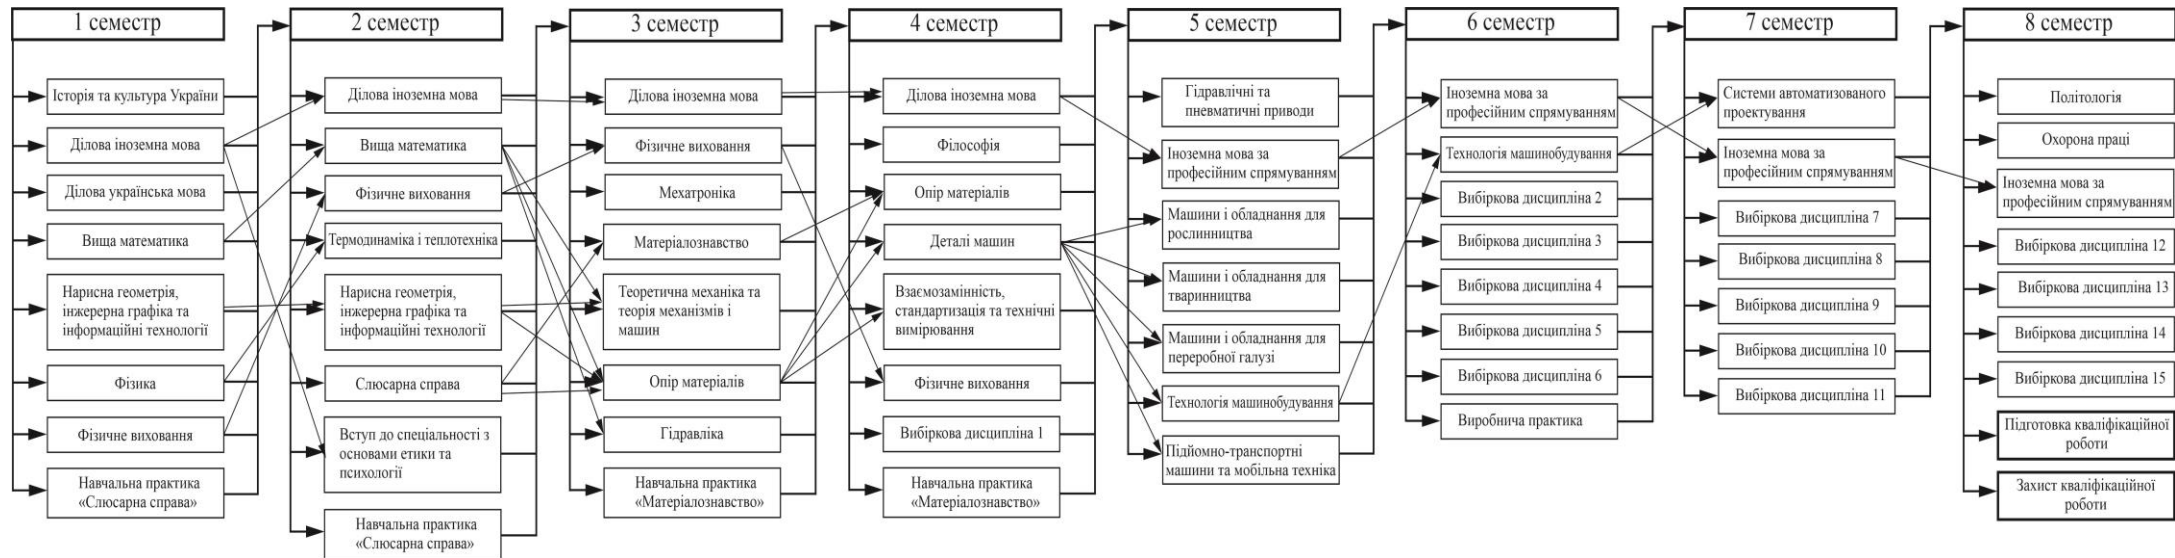 1 семестр
Історія та культура України
Ділова іноземна мова
Ділова українська мова
Вища математика
Нарисна геометрія,
інжерерна графіка та
інформаційні технології
Фізика
Фізичне виховання
Навчальна практика
«Слюсарна справа»
2 семестр
Ділова іноземна мова
Вища математика
Фізичне виховання
Термодинаміка і теплотехніка
Нарисна геометрія,
інжерерна графіка та
інформаційні технології
Слюсарна справа
Вступ до спеціальності з
основами етики та
психології
Навчальна практика
«Слюсарна справа»
3 семестр
Ділова іноземна мова
Фізичне виховання
Мехатроніка
Матеріалознавство
Теоретична механіка та
теорія механізмів і
машин
Опір матеріалів
Гідравліка
Навчальна практика
«Матеріалознавство»
4 семестр
Ділова іноземна мова
Філософія
Опір матеріалів
Деталі машин
Взаємозамінність,
стандартизація та технічні
вимірювання
Фізичне виховання
Вибіркова дисципліна 1
Навчальна практика
«Матеріалознавство»
5 семестр
Гідравлічні та
пневматичні приводи
Іноземна мова за
професійним спрямуванням
Машини і обладнання для
рослинництва
Машини і обладнання для
тваринництва
Машини і обладнання для
переробної галузі
Технологія машинобудування
Підйомно-транспортні
машини та мобільна техніка
6 семестр
Іноземна мова за
професійним спрямуванням
Технологія машинобудування
Вибіркова дисципліна 2
Вибіркова дисципліна 3
Вибіркова дисципліна 4
Вибіркова дисципліна 5
Вибіркова дисципліна 6
Виробнича практика
7 семестр
Системи автоматизованого
проектування
Іноземна мова за
професійним спрямуванням
Вибіркова дисципліна 7
Вибіркова дисципліна 8
Вибіркова дисципліна 9
Вибіркова дисципліна 10
Вибіркова дисципліна 11
8 семестр
Політологія
Охорона праці
Іноземна мова за
професійним спрямуванням
Вибіркова дисципліна 12
Вибіркова дисципліна 13
Вибіркова дисципліна 14
Вибіркова дисципліна 15
Підготовка кваліфікаційної
роботи
Захист кваліфікаційної
роботи